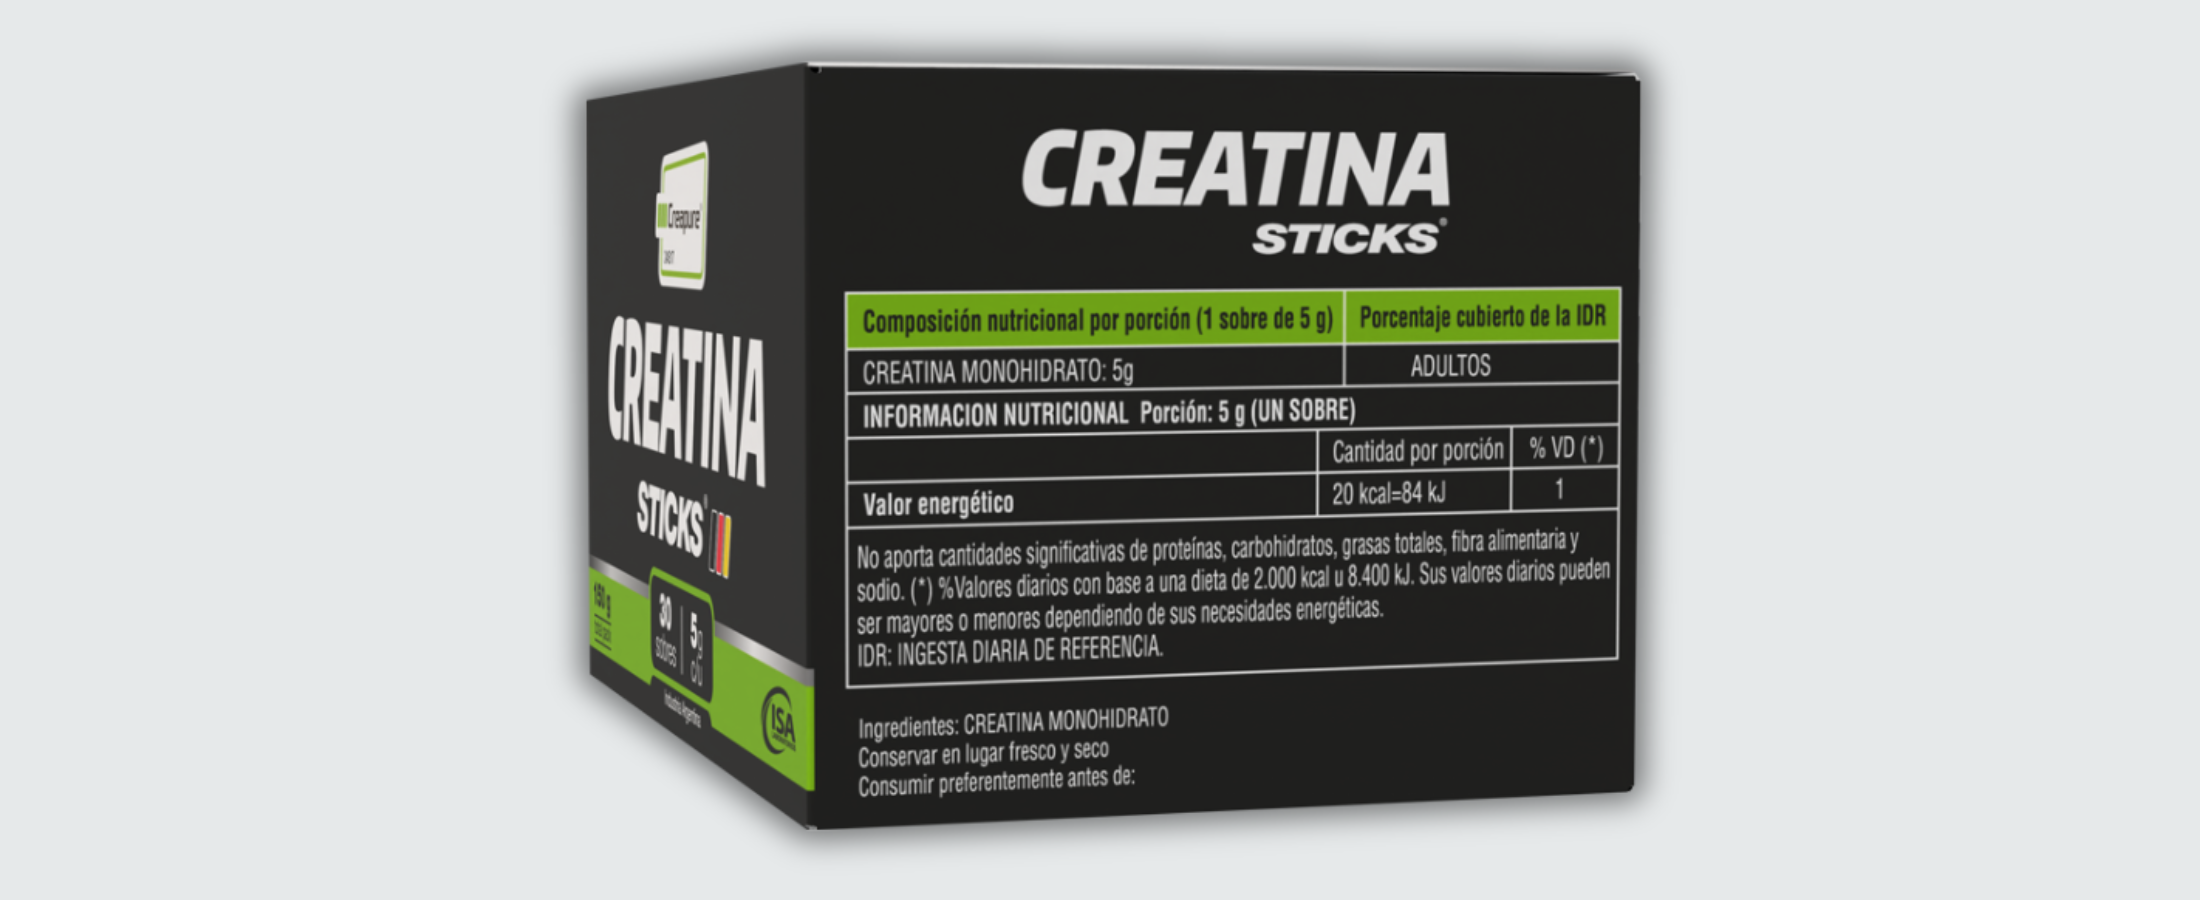 Creapure®
CREATINA
STICKS®
150 g
30
sobres
5g
c/u
Industria Argentina
ISA
CREATINA
STICKS®
Composición nutricional por porción (1 sobre de 5 g) Porcentaje cubierto de la IDR
CREATINA MONOHIDRATO: 5g ADULTOS
INFORMACION NUTRICIONAL Porción: 5 g (UN SOBRE)
Cantidad por porción % VD (*)
Valor energético 20 kcal=84 kJ 1
No aporta cantidades significativas de proteínas, carbohidratos, grasas totales, fibra alimentaria y
sodio. (*) %Valores diarios con base a una dieta de 2.000 kcal u 8.400 kJ. Sus valores diarios pueden
ser mayores o menores dependiendo de sus necesidades energéticas.
IDR: INGESTA DIARIA DE REFERENCIA.
Ingredientes: CREATINA MONOHIDRATO
Conservar en lugar fresco y seco
Consumir preferentemente antes de: